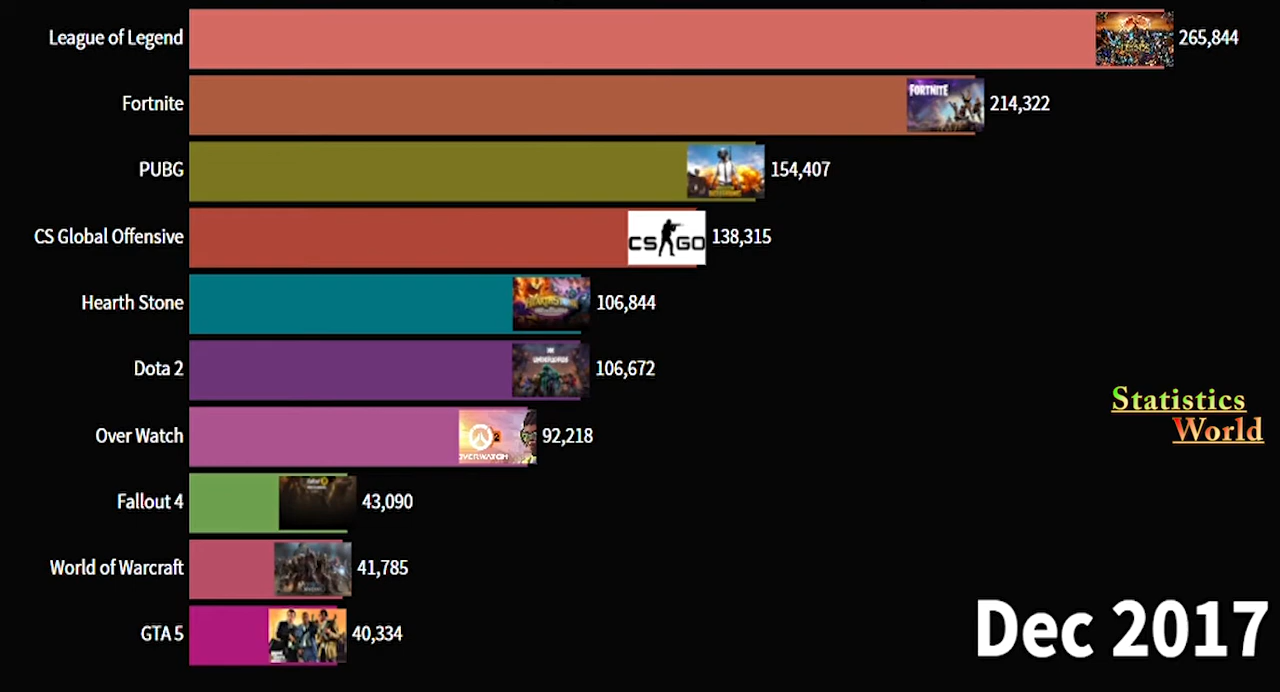 League of Legend 265,844
Fortnite FORTNITE 214,322
PUBG 154,407
CS Global Offensive CS GO 138,315
Hearth Stone 106,844
Dota 2 106,672
Over Watch 2 OVERWATCH 92,218
Fallout 4 43,090
World of Warcraft 41,785
GTA 5 40,334
Statistics
World
Dec 2017